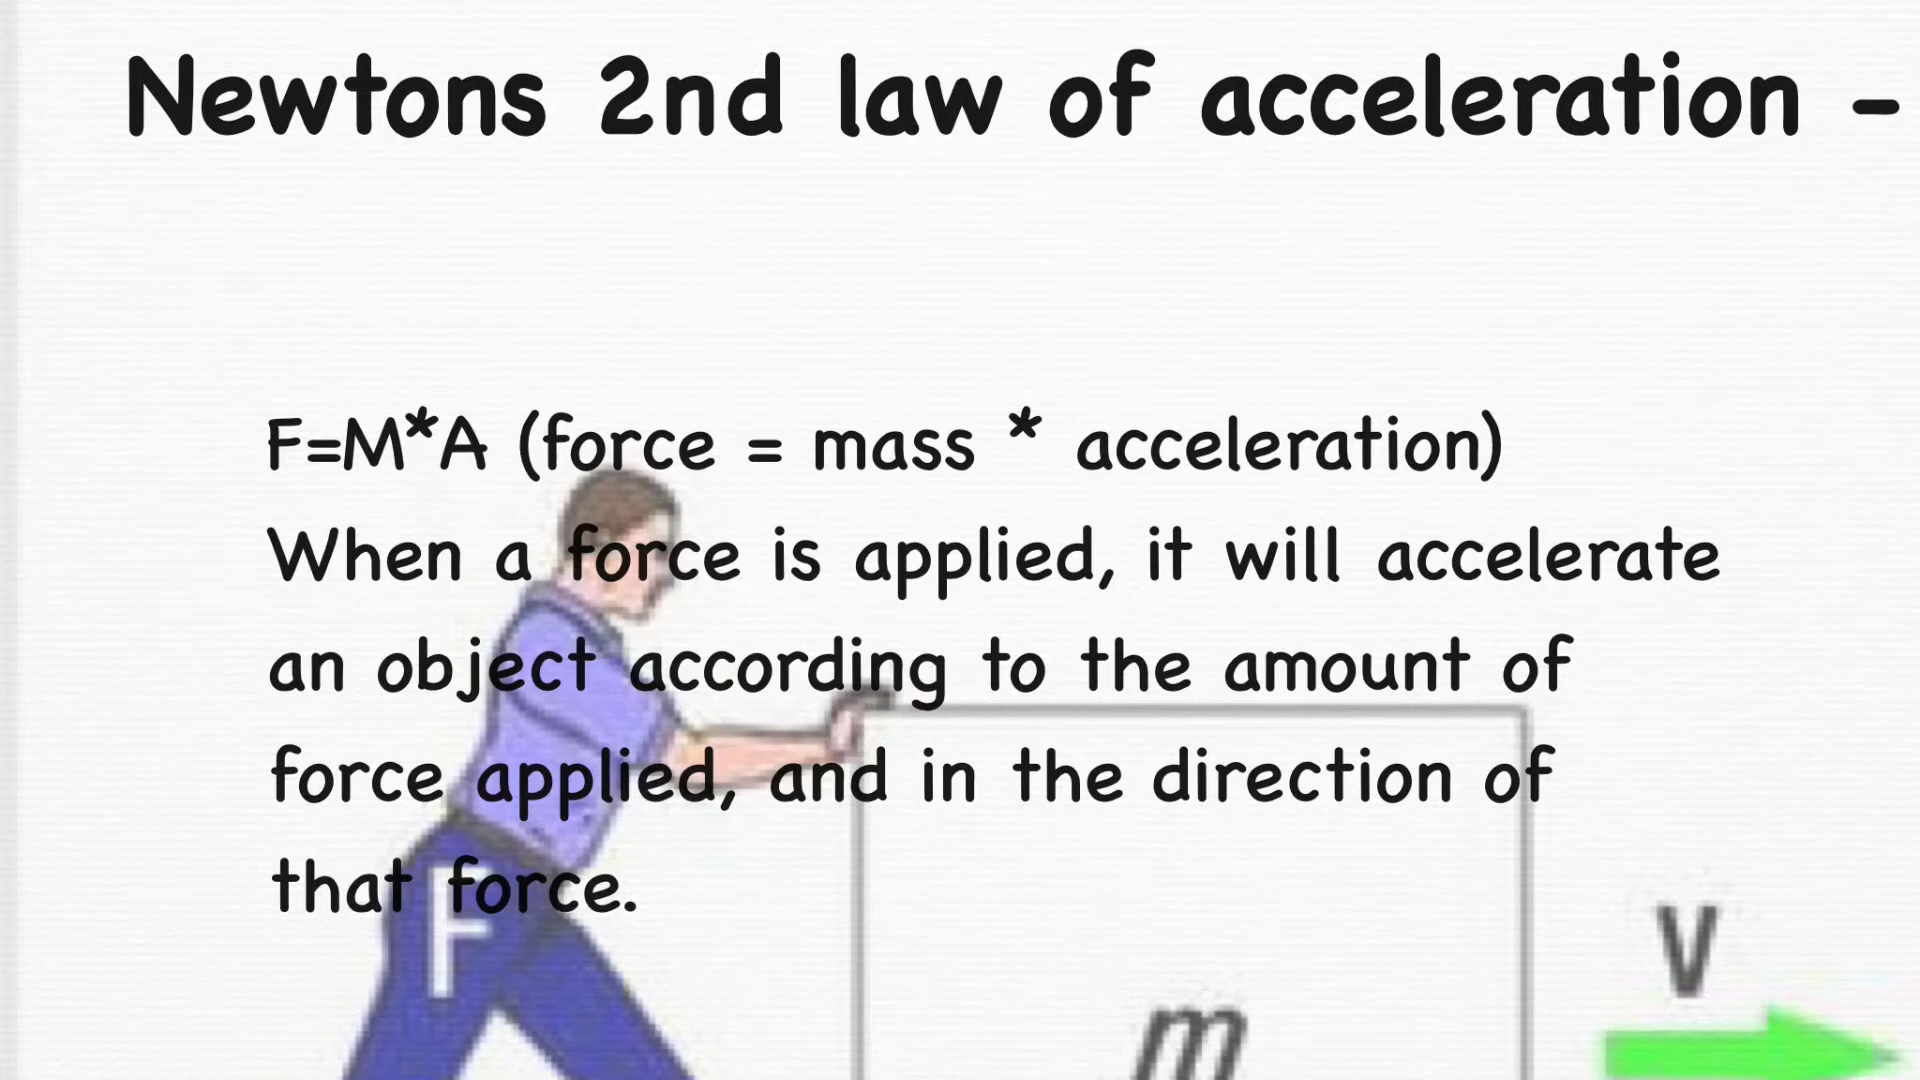 Newtons 2nd law of acceleration -
F=M*A (force = mass * acceleration)
When a force is applied, it will accelerate
an object according to the amount of
force applied, and in the direction of
that force.
F
V
m